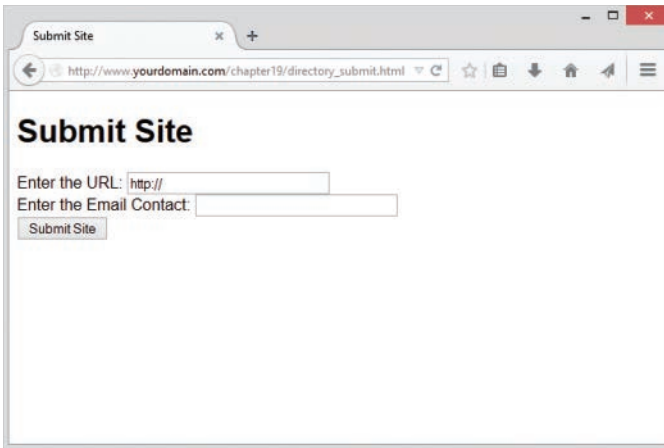 Submit Site
http://www.yourdomain.com/chapter19/directory_submit.html
Submit Site
Enter the URL: http://
Enter the Email Contact:
Submit Site